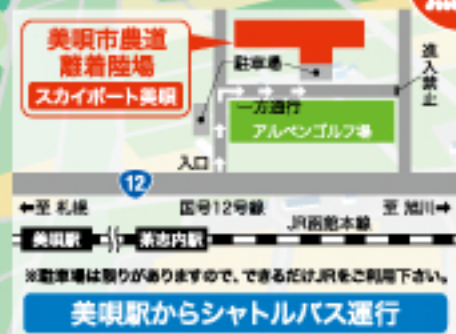 美唄市農道
離着陸場
スカイポート美唄
駐車場
進入禁止
一方通行
アルペンゴルフ場
入口
12
←至 札幌
国号12号線
至 旭川→
JR函館本線
美唄駅
茶志内駅
※駐車場は限りがありますので、できるだけJRをご利用下さい。
美唄駅からシャトルバス運行